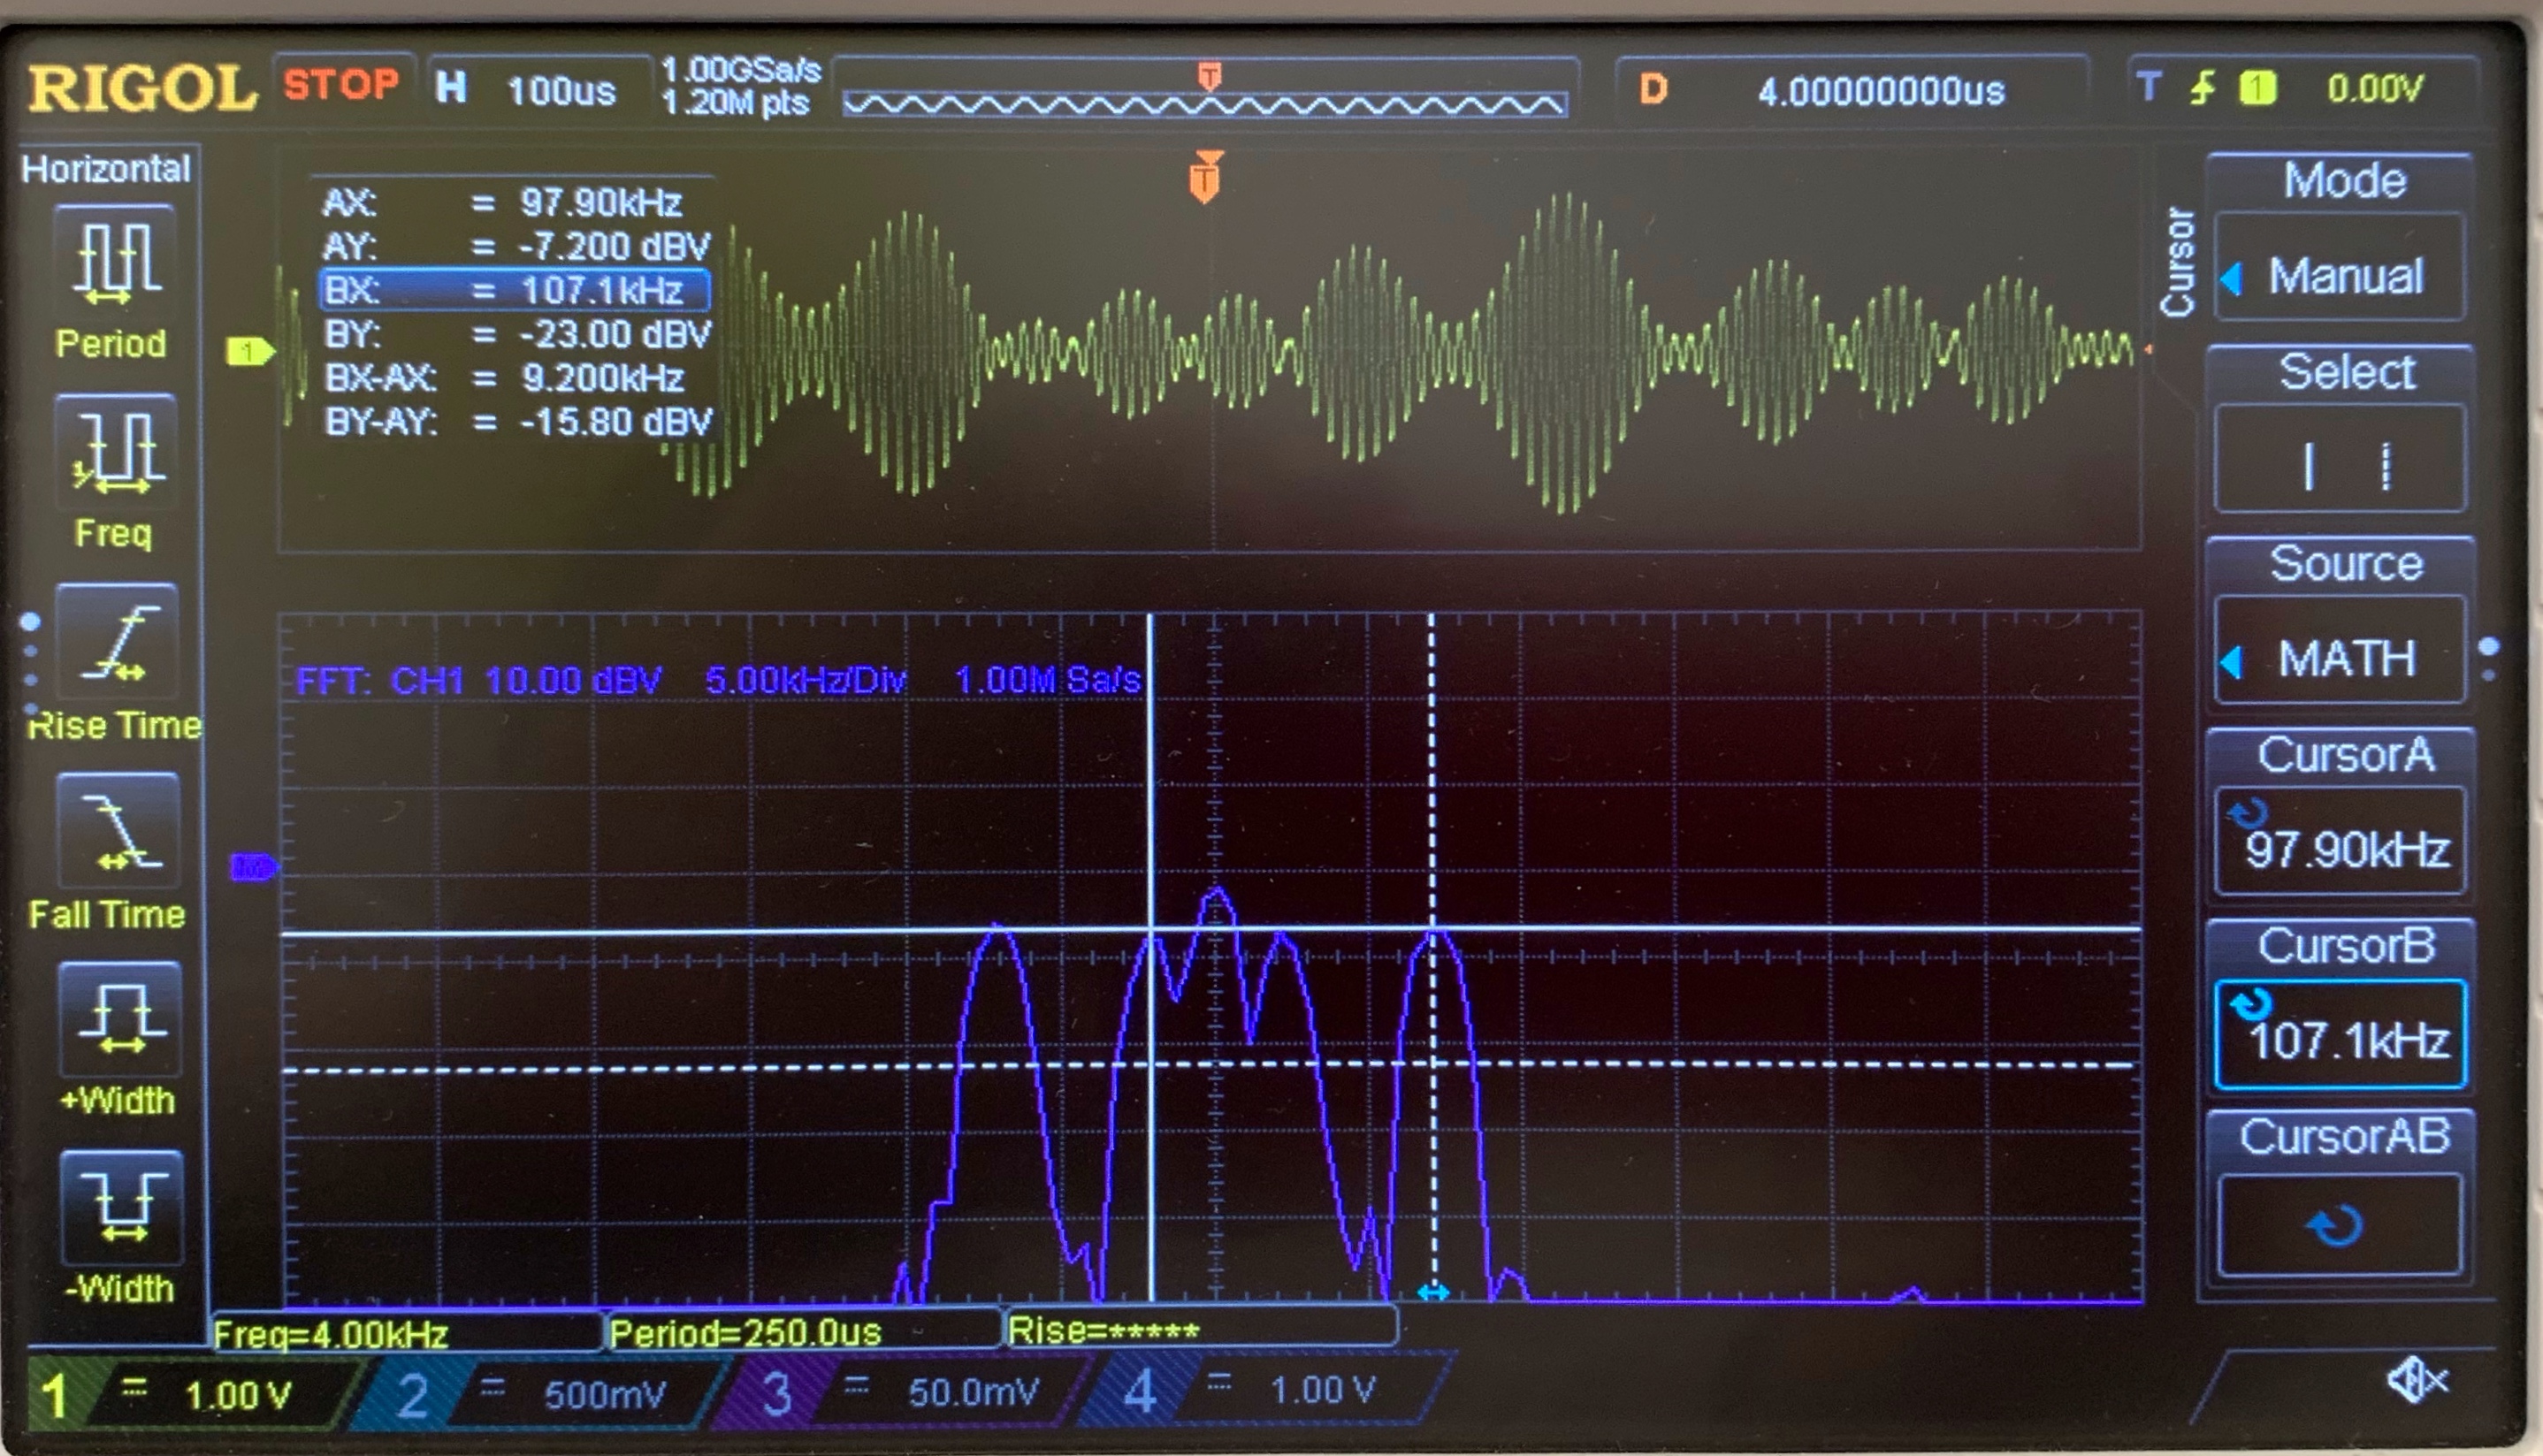 RIGOL STOP H 100us 1.00GSa/s D 4.00000000us T 1 0.00V
1.20M pts
T
Horizontal
Period
Freq
Rise Time
Fall Time
+Width
-Width
T
AX: = 97.90kHz
AY: = -7.200 dBV
BX: = 107.1kHz
BY: = -23.00 dBV
BX-AX: = 9.200kHz
BY-AY: = -15.80 dBV
1
FFT: CH1 10.00 dBV 5.00kHz/Div 1.00M Sa/s
Cursor
Mode
Manual
Select
Source
MATH
CursorA
97.90kHz
CursorB
107.1kHz
CursorAB
Freq=4.00kHz Period=250.0us Rise=*****
1 1.00 V 2 500mV 3 50.0mV 4 1.00 V